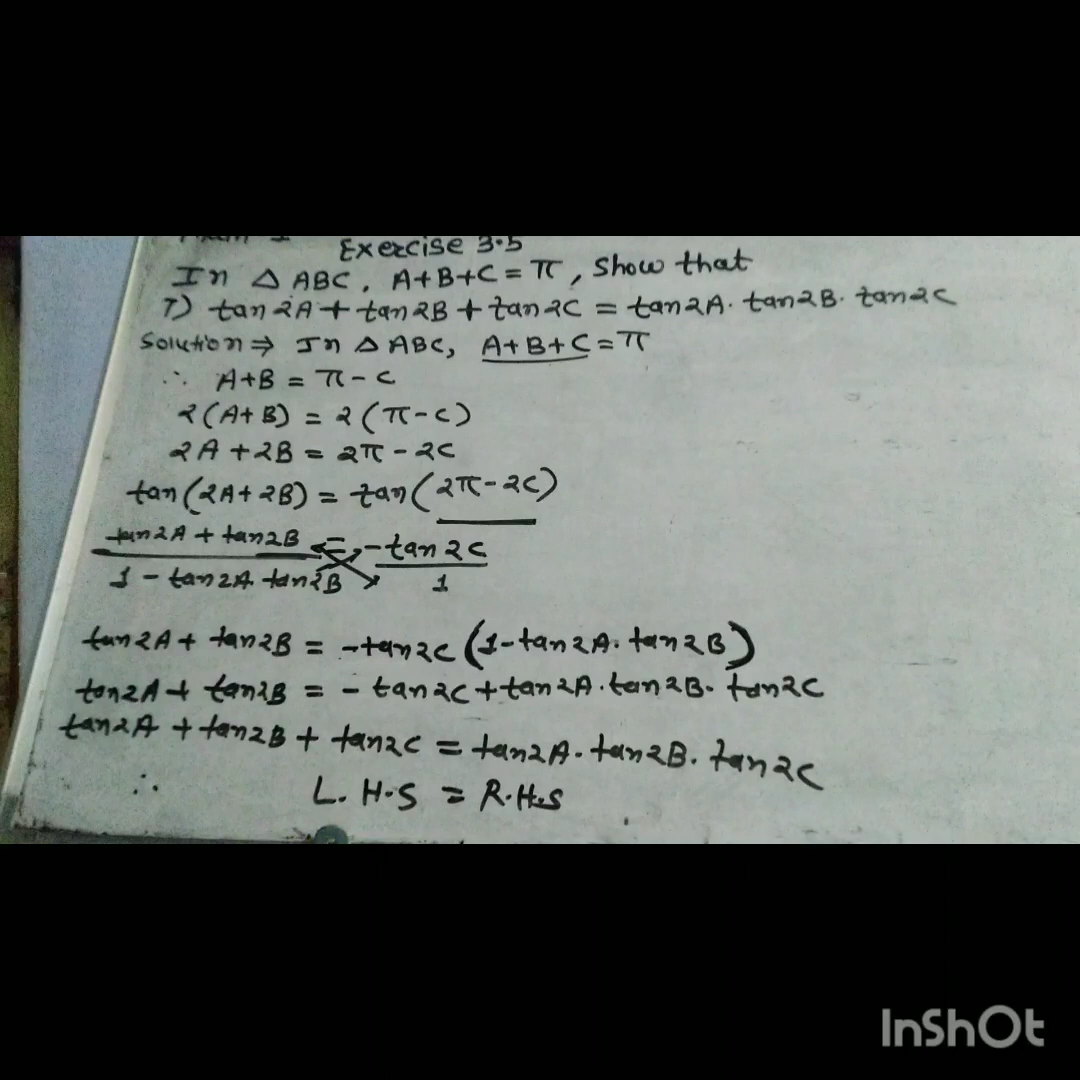 Exercise 3.5
In △ ABC, A+B+C = π, show that
7) tan2A + tan2B + tan2C = tan2A. tan2B. tan2C
Solution ⇒ In △ ABC, A+B+C = π
∴ A+B = π - C
2(A+B) = 2(π-C)
2A + 2B = 2π - 2C
tan(2A+2B) = tan(2π-2C)
tan2A + tan2B = -tan2C
1 - tan2A. tan2B 1
tan2A + tan2B = -tan2C (1-tan2A. tan2B)
tan2A + tan2B = - tan2C + tan2A. tan2B. tan2C
tan2A + tan2B + tan2C = tan2A. tan2B. tan2C
∴ L.H.S = R.H.S
InShOt